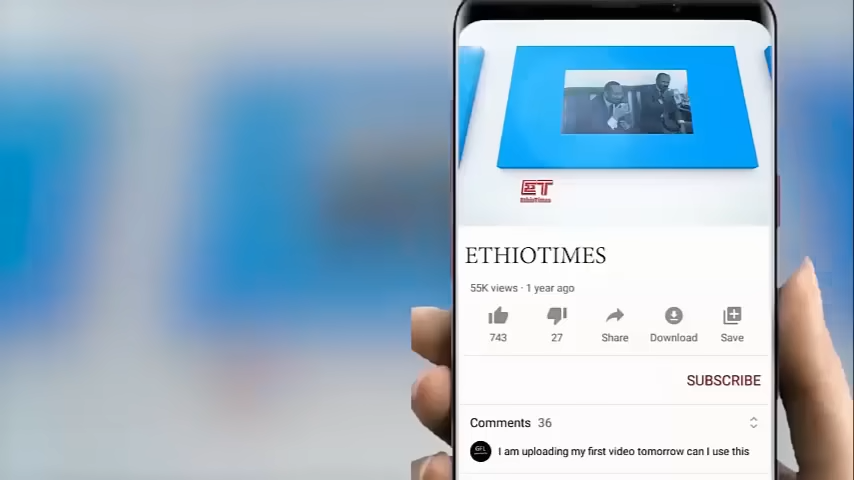 ET
EthioTimes
ETHIOTIMES
55K views · 1 year ago
743 27 Share Download Save
SUBSCRIBE
Comments 36
GFL
I am uploading my first video tomorrow can I use this